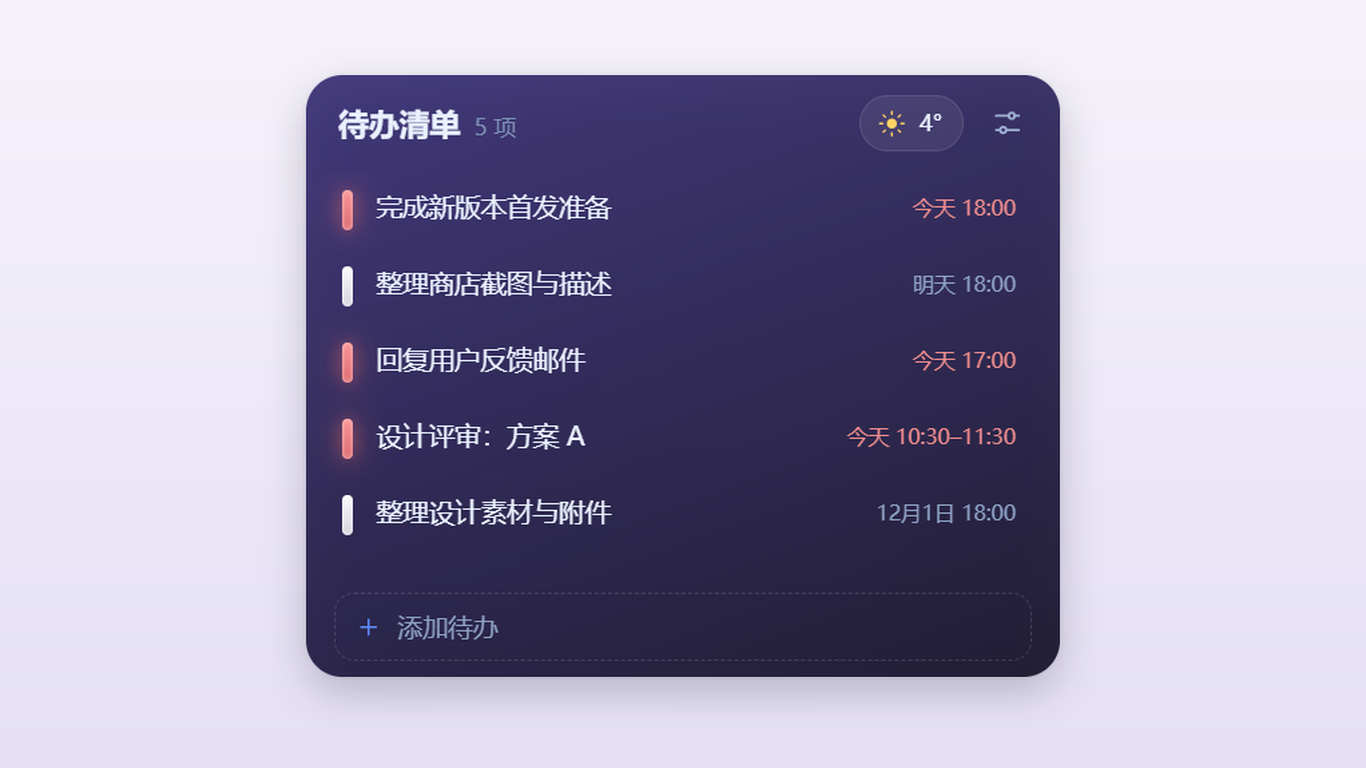 待办清单 5 项 4°
完成新版本首发准备 今天 18:00
整理商店截图与描述 明天 18:00
回复用户反馈邮件 今天 17:00
设计评审：方案 A 今天 10:30–11:30
整理设计素材与附件 12月1日 18:00
+ 添加待办